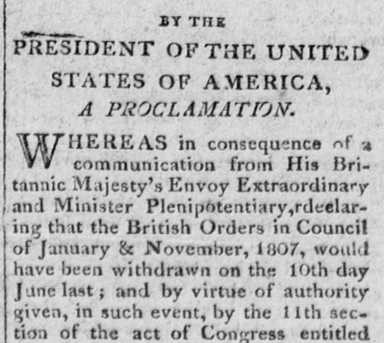 BY THE
PRESIDENT OF THE UNITED
STATES OF AMERICA,
A PROCLAMATION.
WHEREAS in consequence of a
communication from His Bri-
tannic Majesty's Envoy Extraordinary
and Minister Plenipotentiary,rdeelar-
ing that the British Orders in Council
of January & November, 1807, would
have been withdrawn on the 10th day
June last; and by virtue of authority
given, in such event, by the 11th sec-
tion of the act of Congress entitled